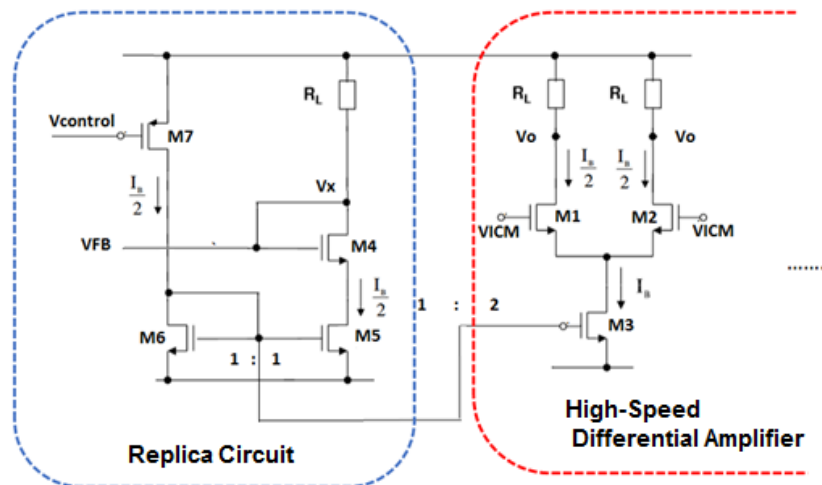 R_L
Vcontrol
M7
I_B/2
Vx
VFB
M4
I_B/2
M6
M5
1 : 1
Replica Circuit
1 : 2
R_L
R_L
Vo
Vo
I_B/2
I_B/2
M1
M2
VICM
VICM
I_B
M3
.......
High-Speed
Differential Amplifier